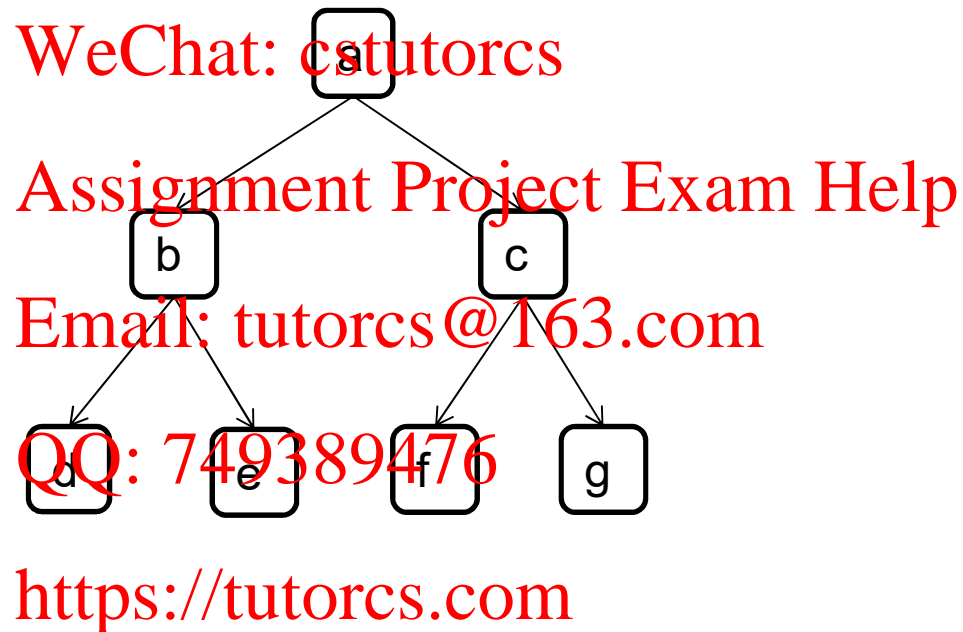 WeChat: cstutorcs
a
Assignment Project Exam Help
b c
Email: tutorcs@163.com
QQ: 749389476
d e f g
https://tutorcs.com